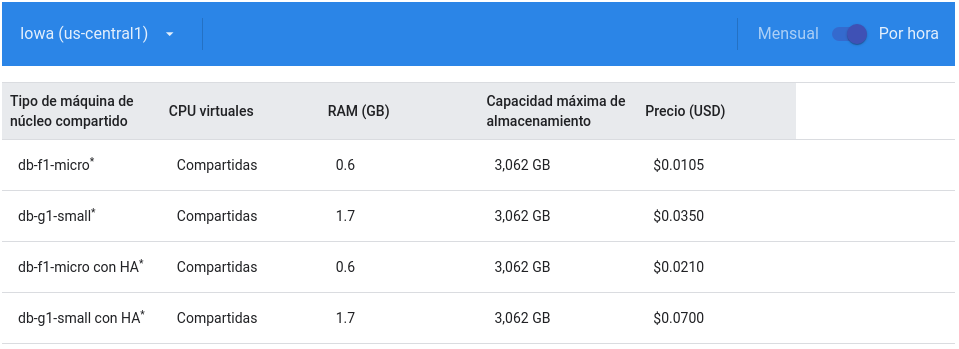 Iowa (us-central1) Mensual Por hora
Tipo de máquina de núcleo compartido CPU virtuales RAM (GB) Capacidad máxima de almacenamiento Precio (USD)
db-f1-micro* Compartidas 0.6 3,062 GB $0.0105
db-g1-small* Compartidas 1.7 3,062 GB $0.0350
db-f1-micro con HA* Compartidas 0.6 3,062 GB $0.0210
db-g1-small con HA* Compartidas 1.7 3,062 GB $0.0700